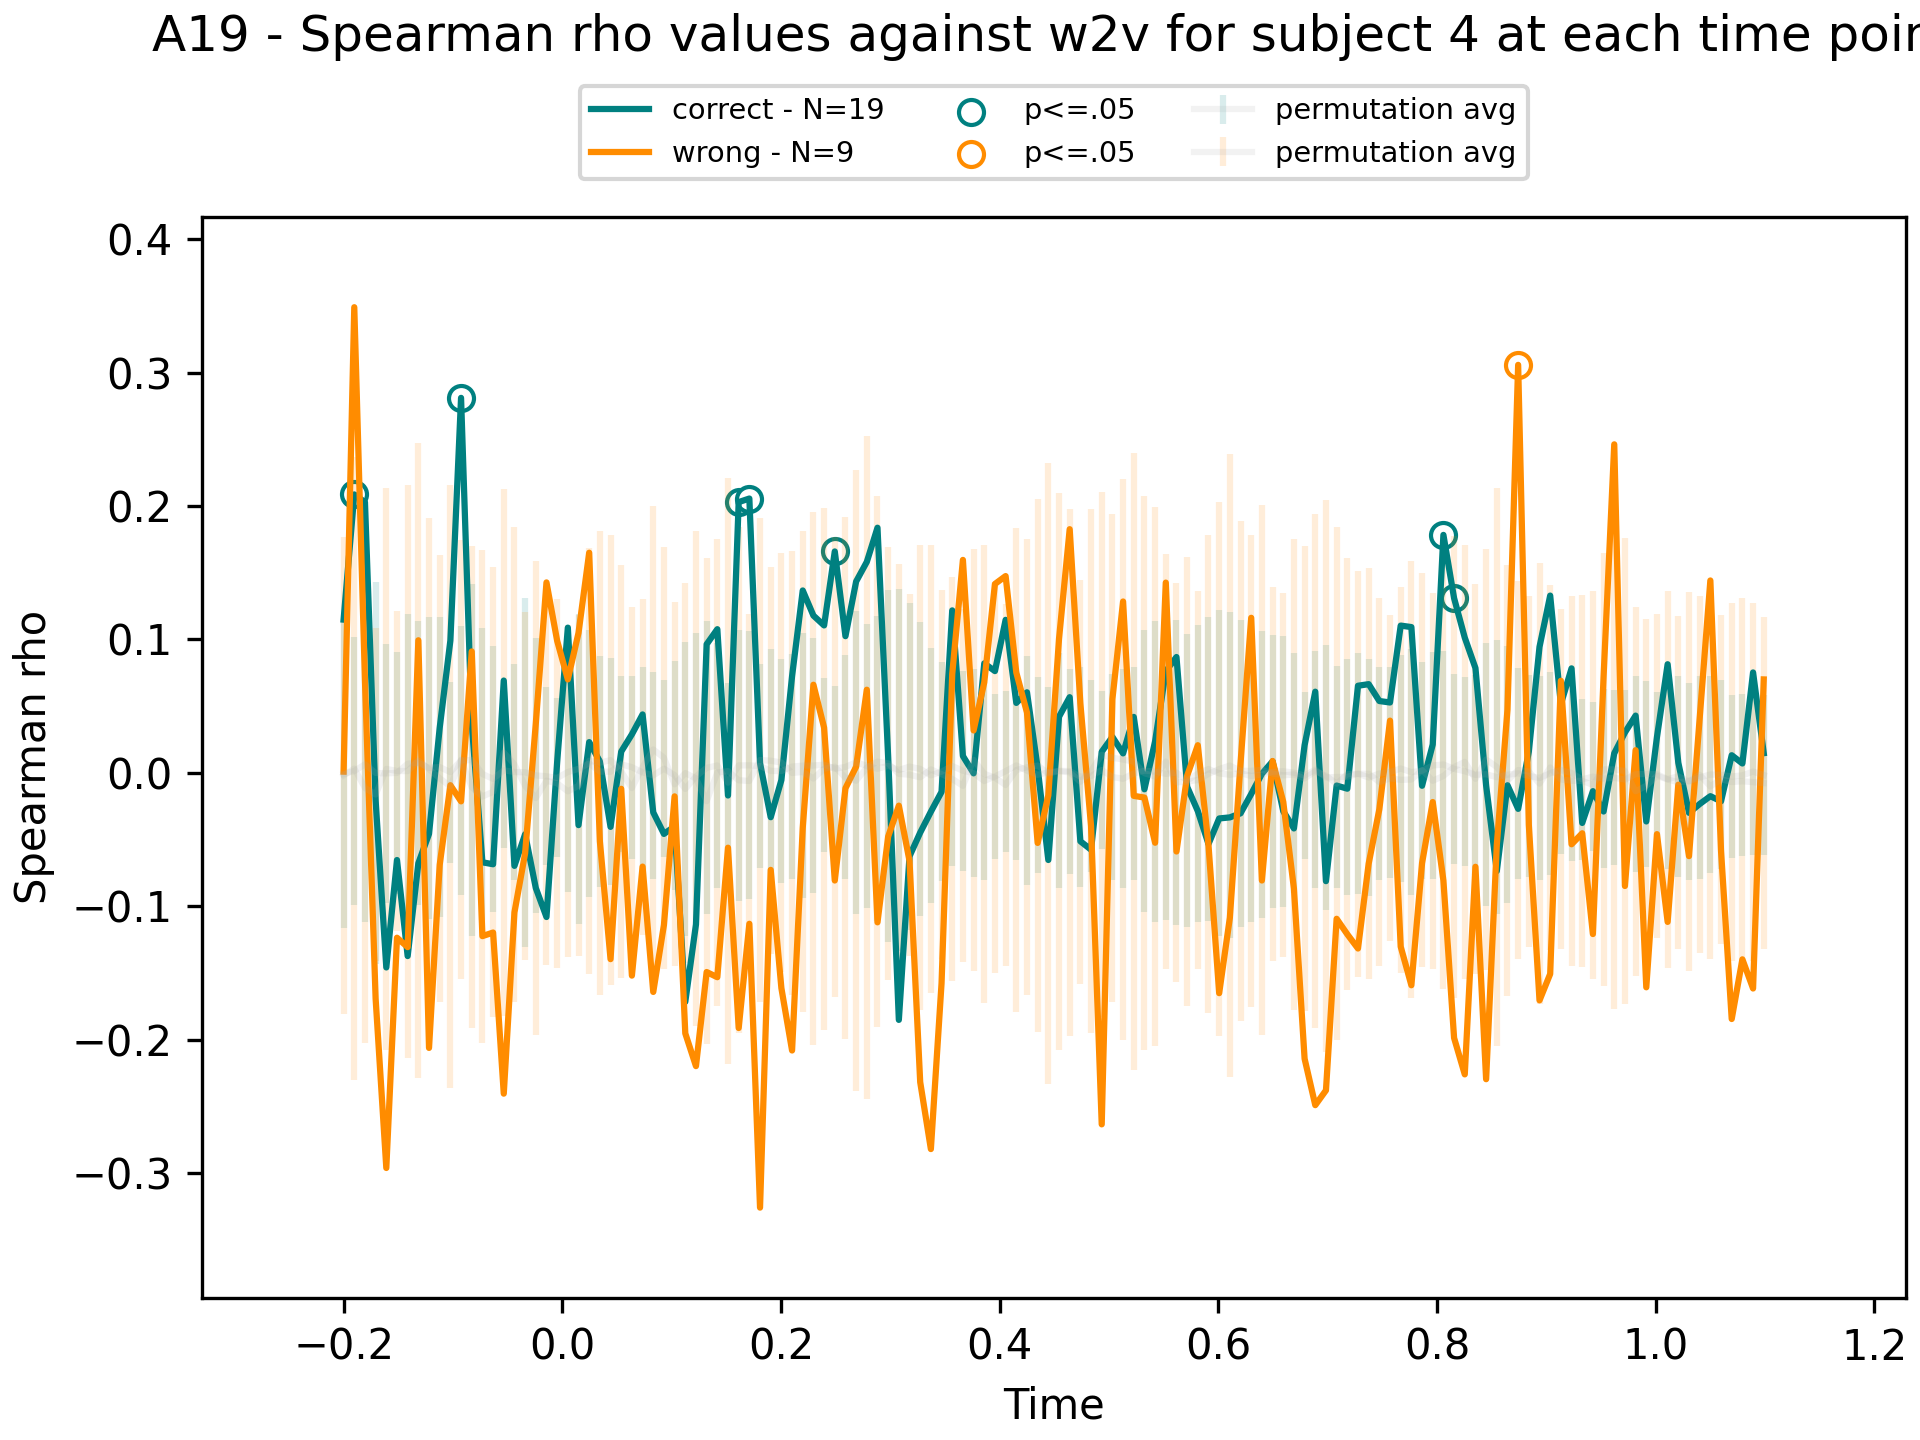 A19 - Spearman rho values against w2v for subject 4 at each time poin
correct - N=19
wrong - N=9
p<=.05
p<=.05
permutation avg
permutation avg
Spearman rho
0.4
0.3
0.2
0.1
0.0
−0.1
−0.2
−0.3
−0.2
0.0
0.2
0.4
0.6
0.8
1.0
1.2
Time